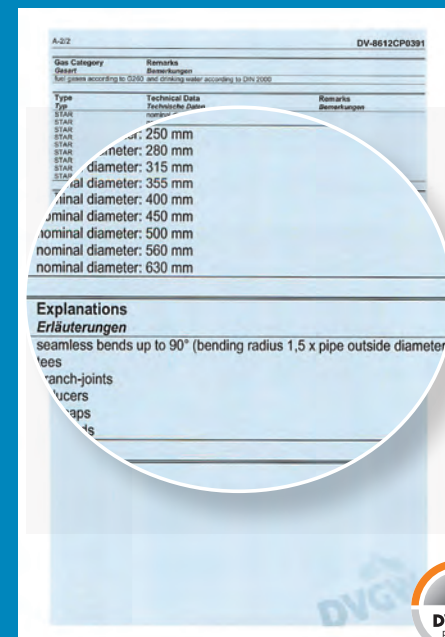 A-2/2 DV-8612CP0391
Gas Category Remarks
Gasart Bemerkungen
fuel gases according to G260 and drinking water according to DIN 2000
Type Technical Data Remarks
Typ Technische Daten Bemerkungen
STAR nominal
STAR
STAR 250 mm
STAR meter: 280 mm
STAR diameter: 315 mm
STAR nal diameter: 355 mm
minal diameter: 400 mm
ominal diameter: 450 mm
nominal diameter: 500 mm
nominal diameter: 560 mm
nominal diameter: 630 mm
Explanations
Erläuterungen
seamless bends up to 90° (bending radius 1,5 x pipe outside diameter
tees
ranch-joints
ucers
aps
ds
DVGW